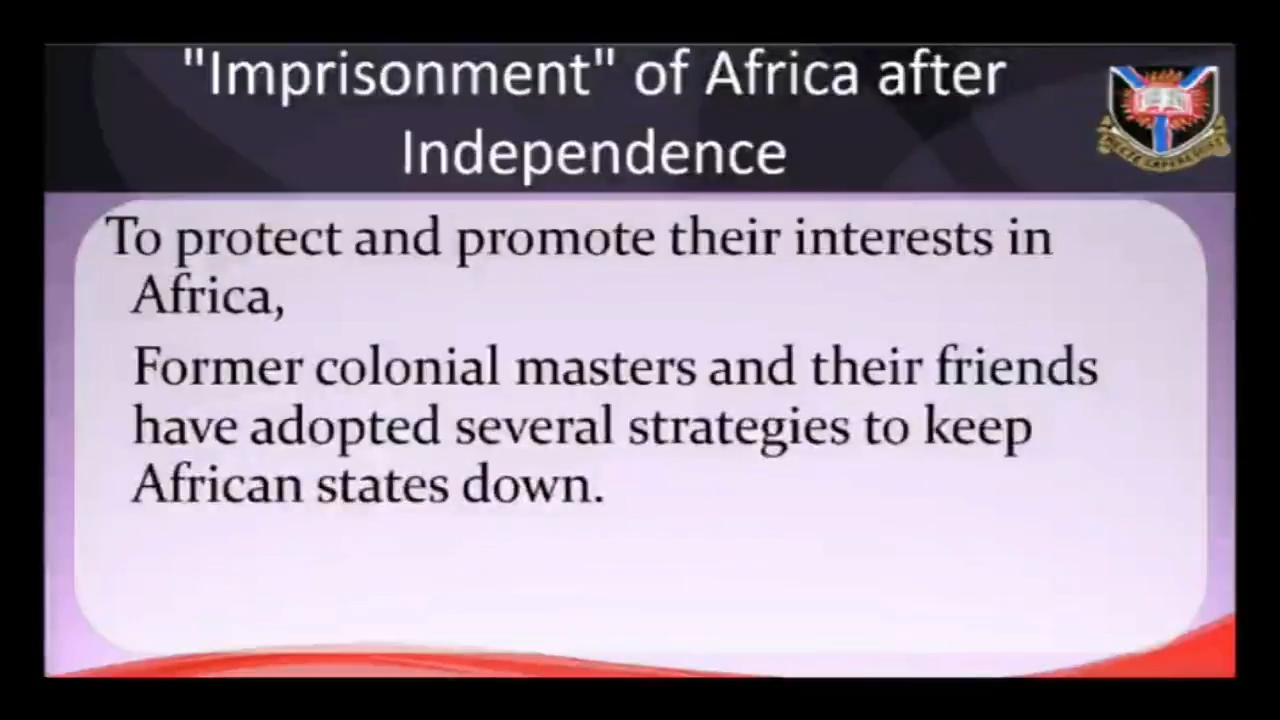 "Imprisonment" of Africa after
Independence
To protect and promote their interests in
Africa,
Former colonial masters and their friends
have adopted several strategies to keep
African states down.